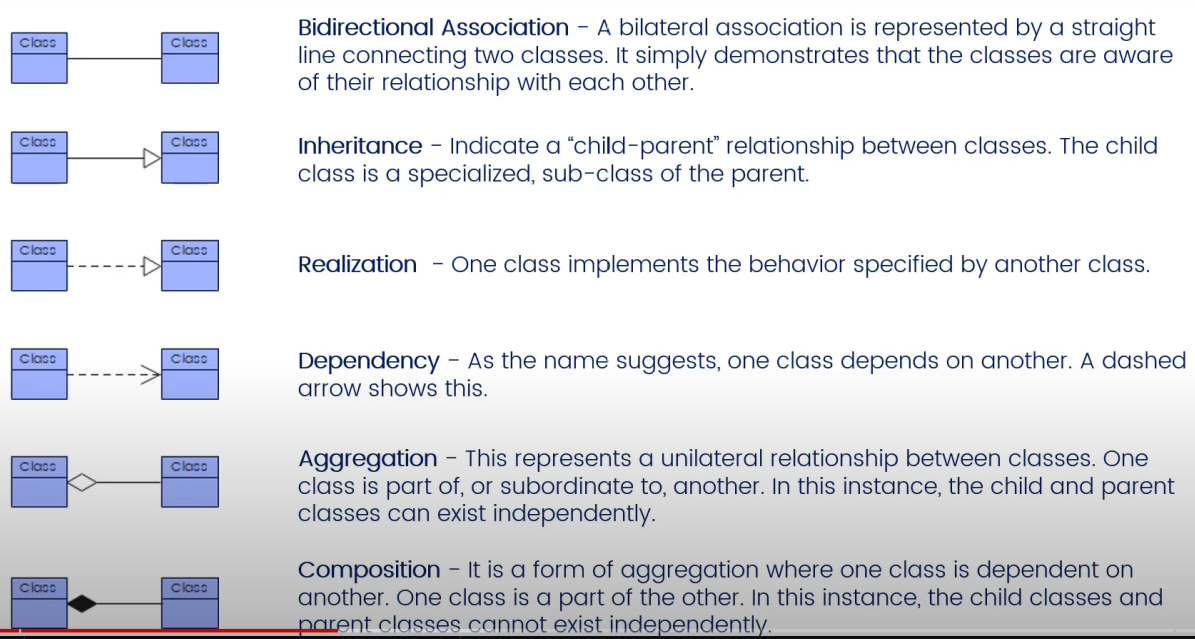 Class Class
Bidirectional Association – A bilateral association is represented by a straight
line connecting two classes. It simply demonstrates that the classes are aware
of their relationship with each other.
Class Class
Inheritance – Indicate a “child-parent” relationship between classes. The child
class is a specialized, sub-class of the parent.
Class Class
Realization – One class implements the behavior specified by another class.
Class Class
Dependency – As the name suggests, one class depends on another. A dashed
arrow shows this.
Class Class
Aggregation – This represents a unilateral relationship between classes. One
class is part of, or subordinate to, another. In this instance, the child and parent
classes can exist independently.
Class Class
Composition – It is a form of aggregation where one class is dependent on
another. One class is a part of the other. In this instance, the child classes and
parent classes cannot exist independently.